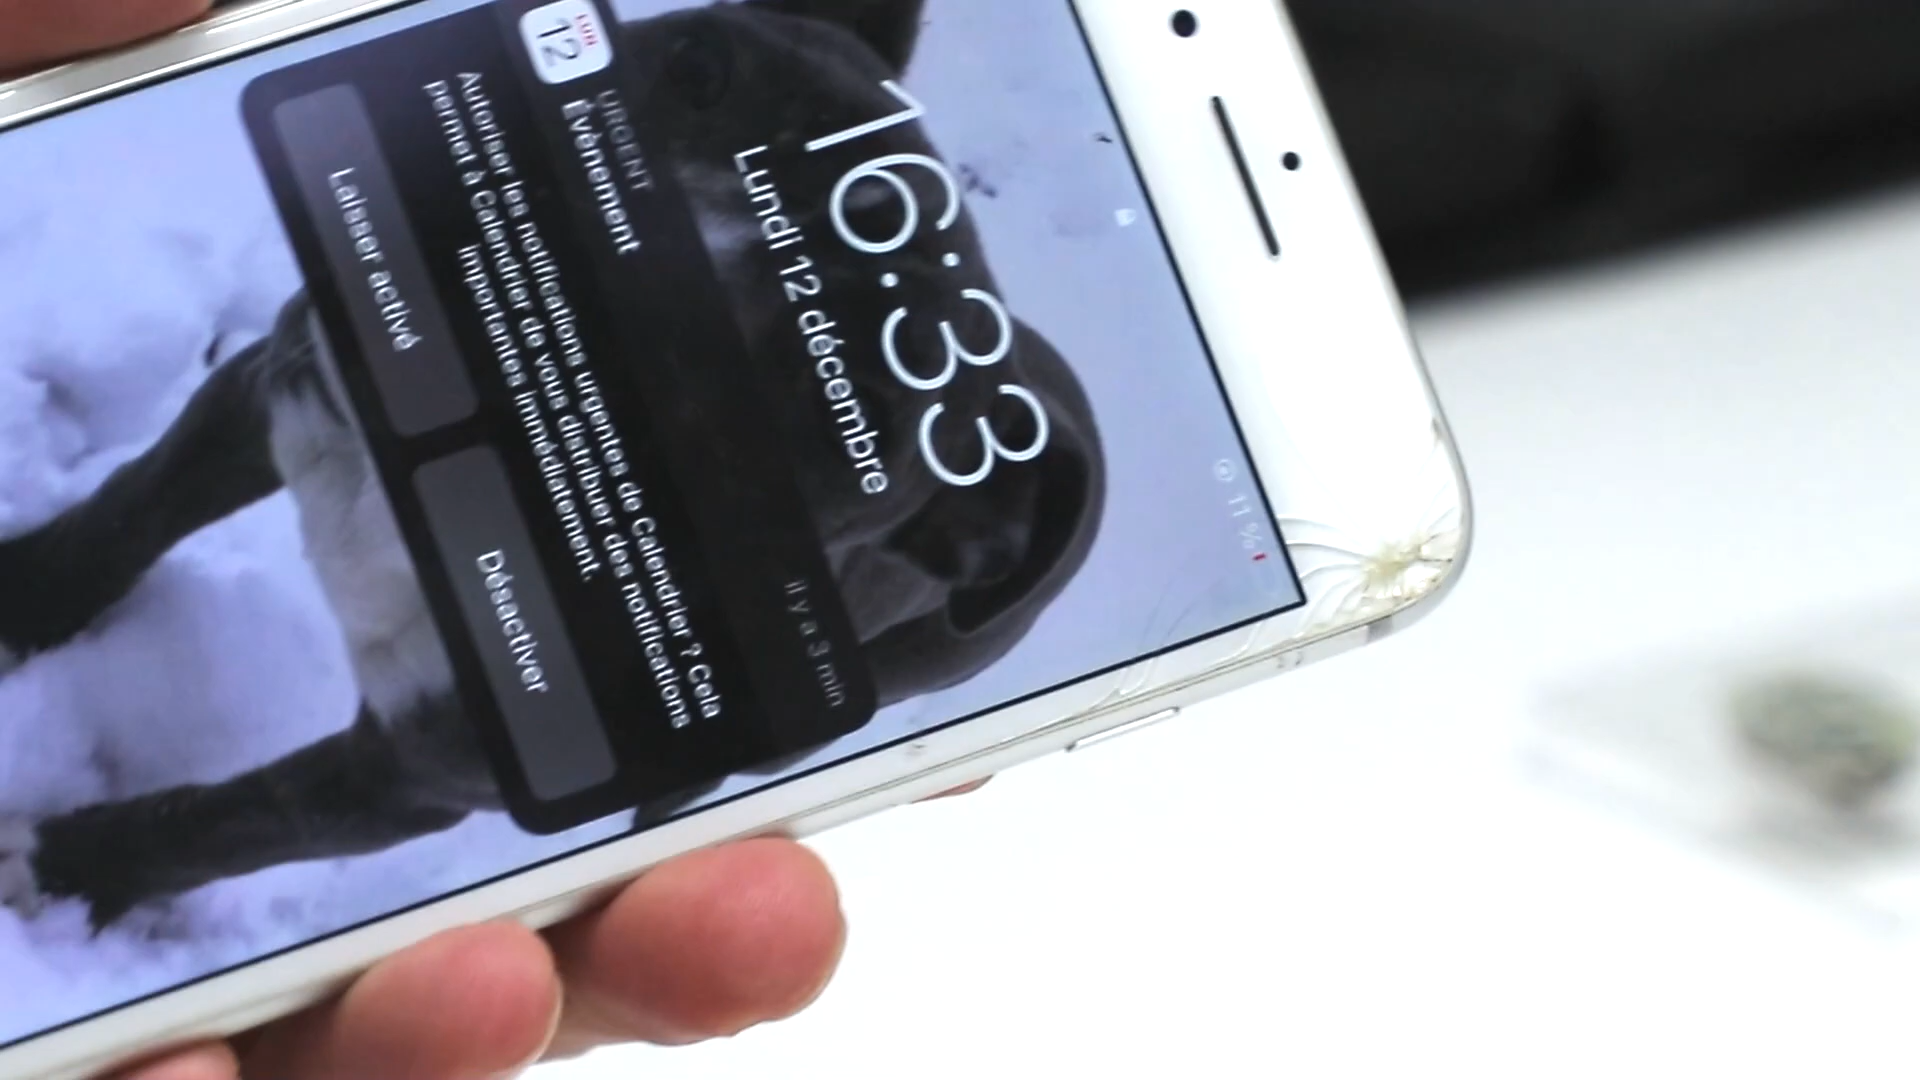 11 %
16:33
Lundi 12 décembre
LUN
12
URGENT
Évènement
il y a 3 min
Autoriser les notifications urgentes de Calendrier ? Cela
permet à Calendrier de vous distribuer des notifications
importantes immédiatement.
Laisser activé
Désactiver